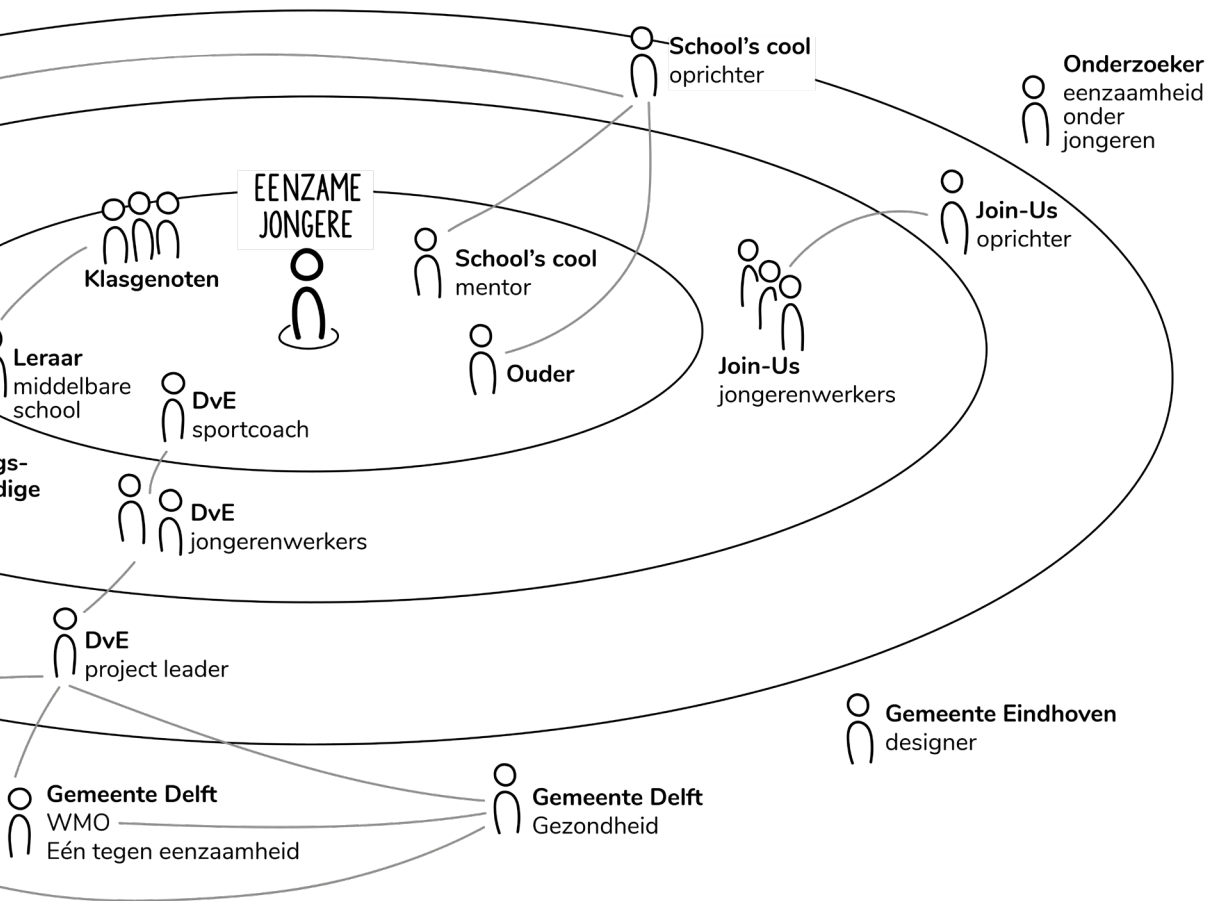 School's cool
oprichter
Onderzoeker
eenzaamheid
onder
jongeren
EENZAME
JONGERE
Join-Us
oprichter
Klasgenoten
School's cool
mentor
Leraar
middelbare
school
Ouder
Join-Us
jongerenwerkers
DvE
sportcoach
gs-
dige
DvE
jongerenwerkers
DvE
project leader
Gemeente Eindhoven
designer
Gemeente Delft
WMO
Eén tegen eenzaamheid
Gemeente Delft
Gezondheid